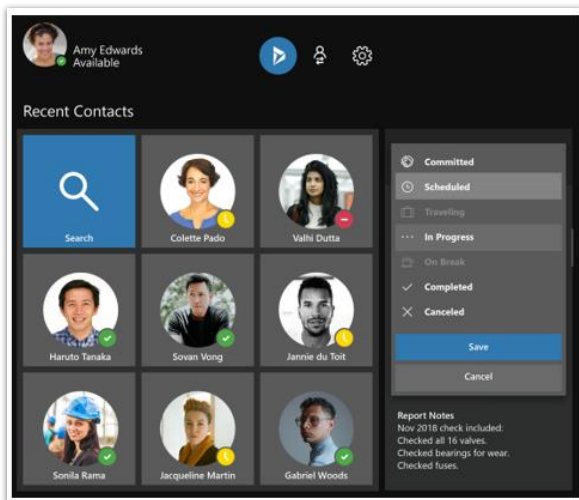 Amy Edwards
Available
Recent Contacts
Search
Colette Pado
Valhi Dutta
Haruto Tanaka
Sovan Vong
Jannie du Toit
Sonila Rama
Jacqueline Martin
Gabriel Woods
Committed
Scheduled
Traveling
In Progress
On Break
Completed
Canceled
Save
Cancel
Report Notes
Nov 2018 check included:
Checked all 16 valves.
Checked bearings for wear.
Checked fuses.